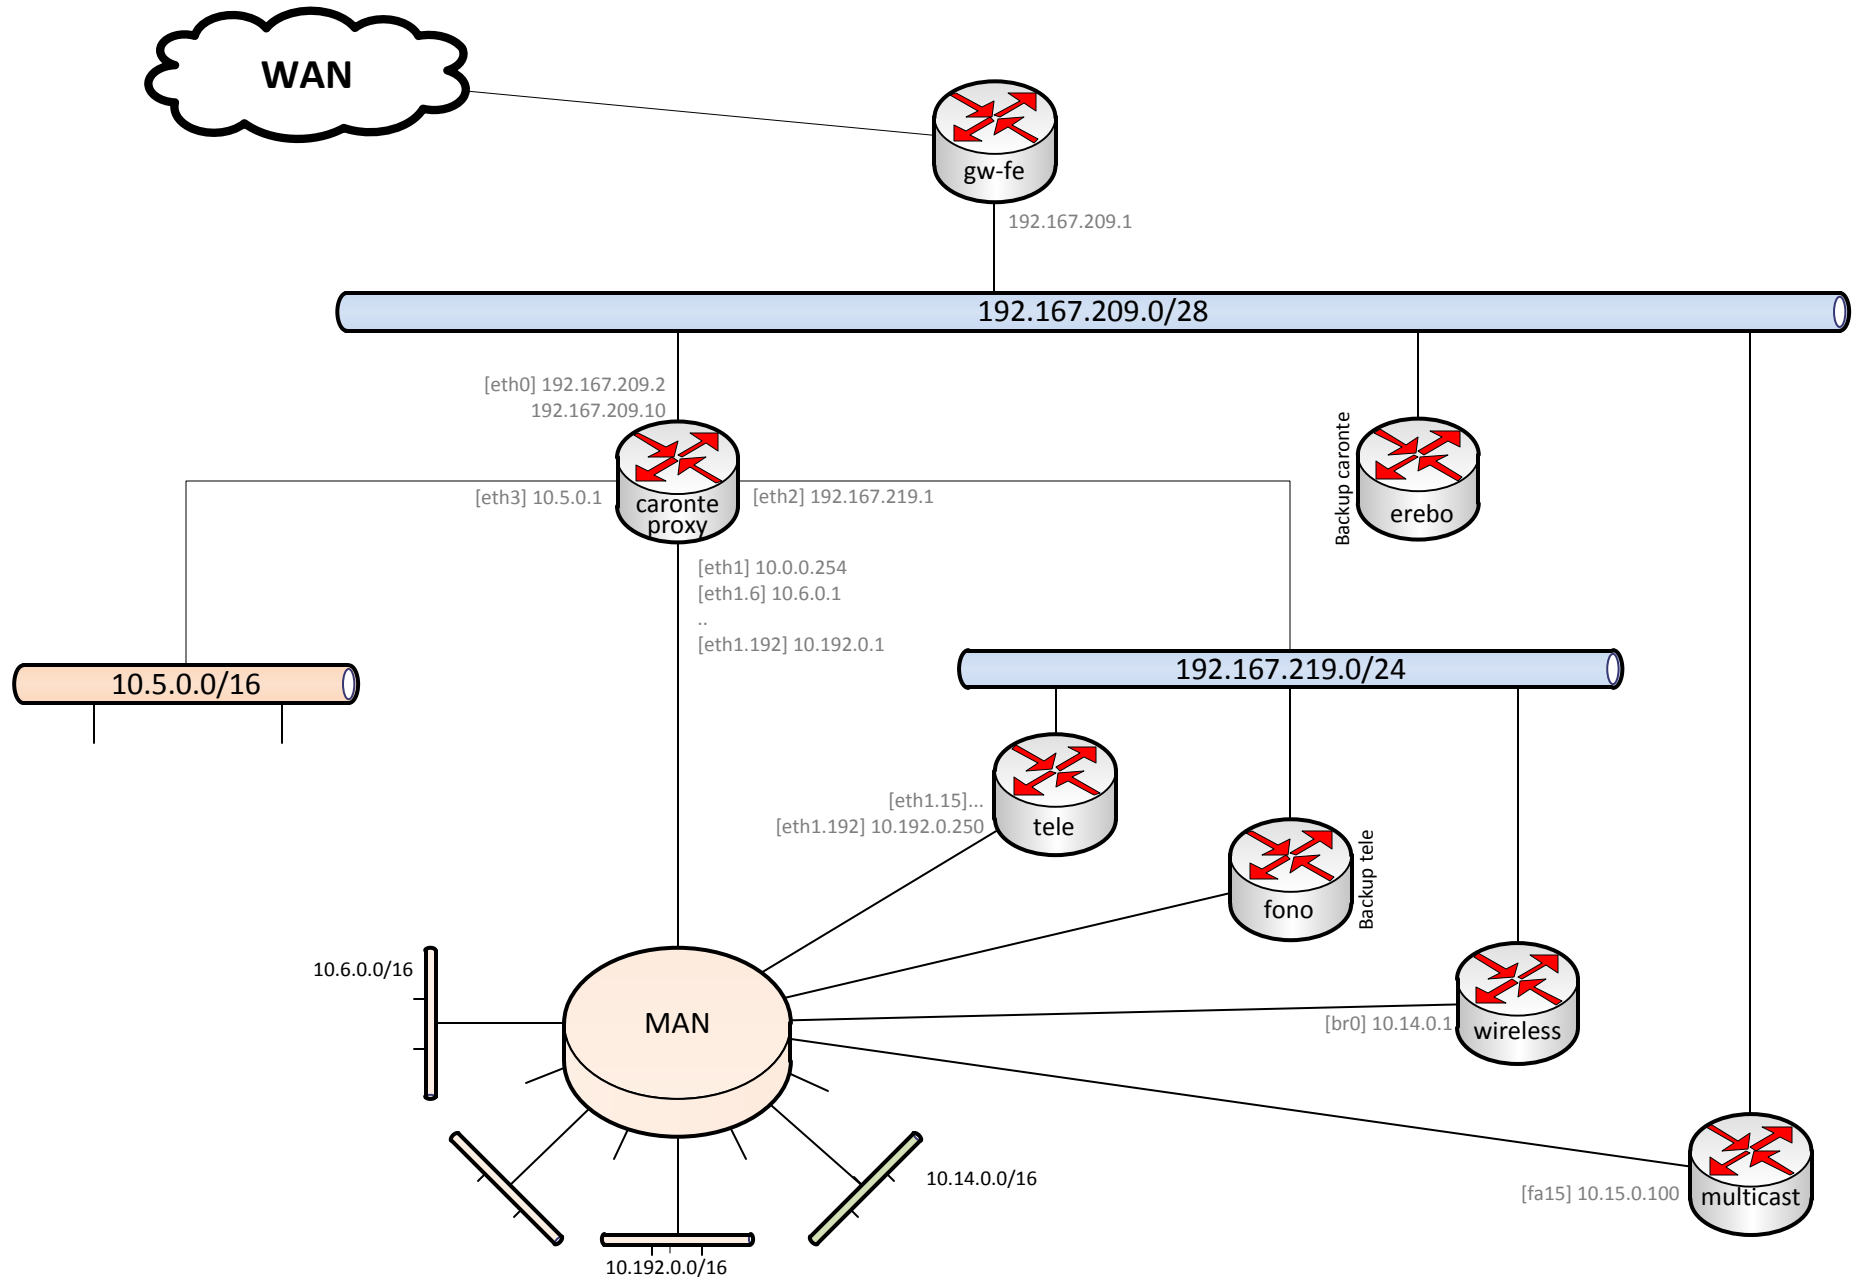 WAN
gw-fe
192.167.209.1
192.167.209.0/28
[eth0] 192.167.209.2
192.167.209.10
caronte
proxy
[eth3] 10.5.0.1
[eth2] 192.167.219.1
Backup caronte
erebo
[eth1] 10.0.0.254
[eth1.6] 10.6.0.1
..
[eth1.192] 10.192.0.1
10.5.0.0/16
192.167.219.0/24
[eth1.15]...
[eth1.192] 10.192.0.250
tele
fono
Backup tele
10.6.0.0/16
MAN
[br0] 10.14.0.1
wireless
10.14.0.0/16
[fa15] 10.15.0.100
multicast
10.192.0.0/16